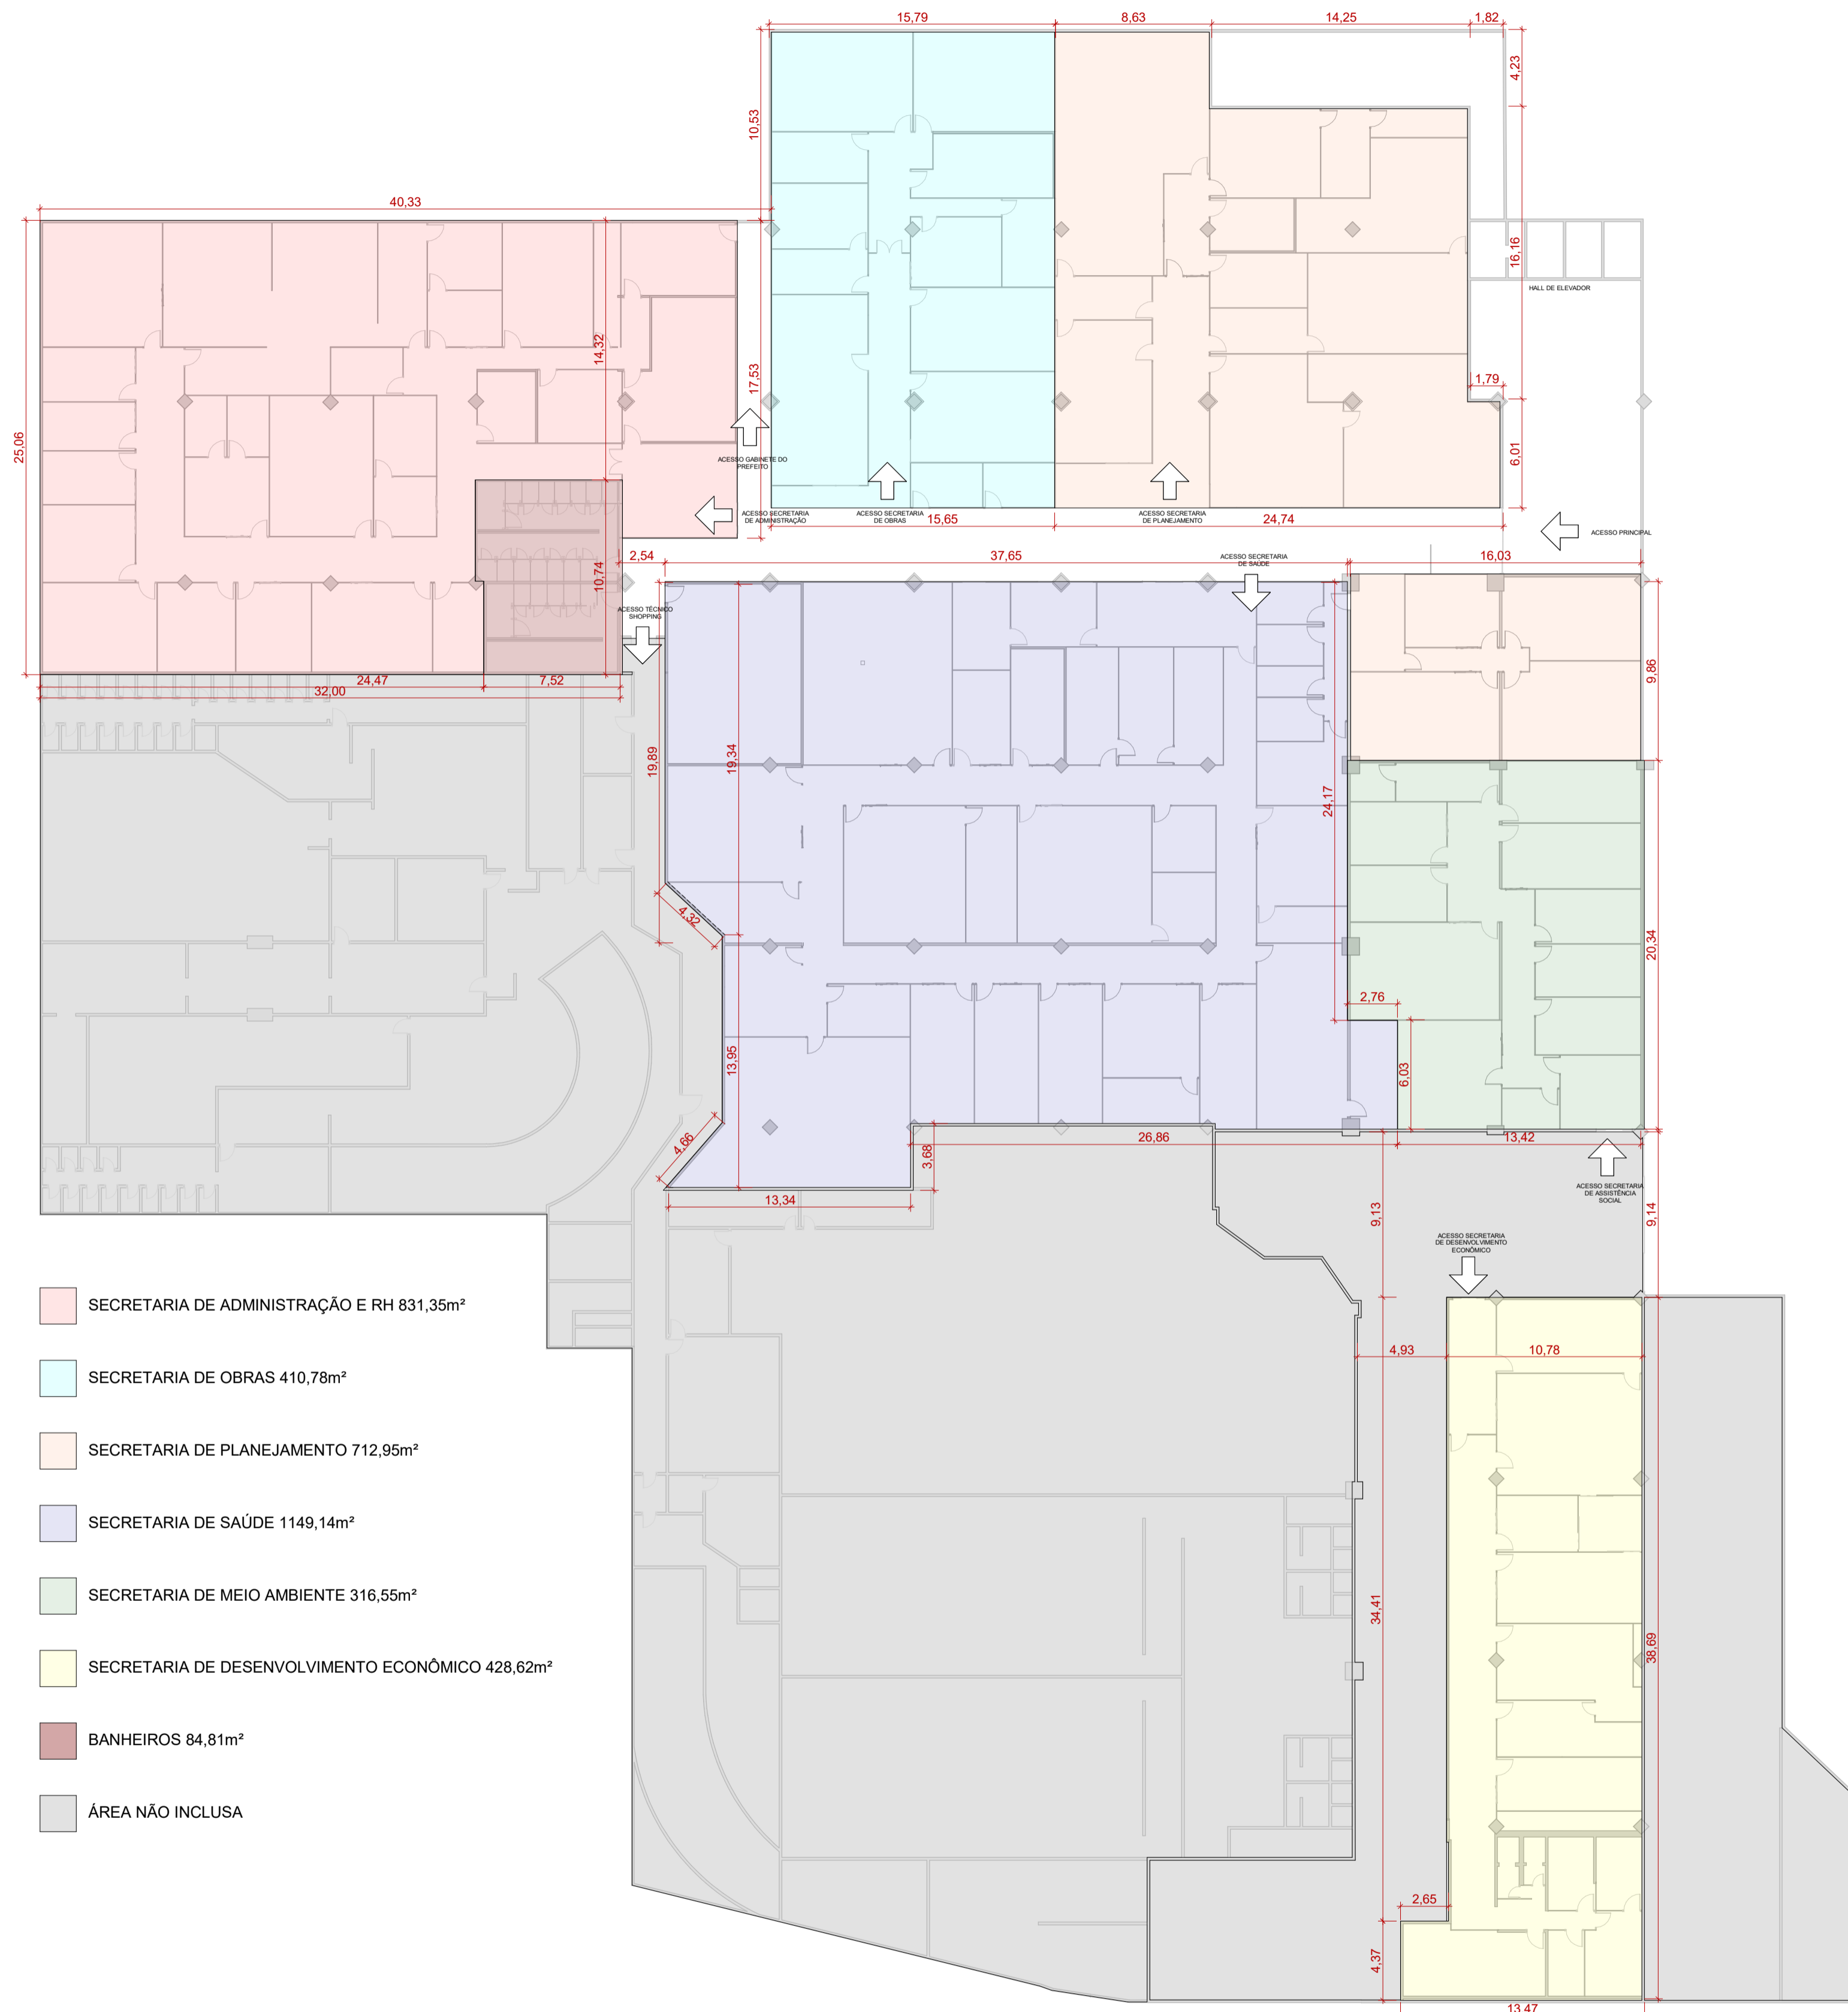 15,79
8,63
14,25
1,82
4,23
10,53
40,33
16,16
HALL DE ELEVADOR
14,32
17,53
1,79
25,06
6,01
ACESSO GABINETE DO
PREFEITO
ACESSO SECRETARIA
DE ADMINISTRAÇÃO
ACESSO SECRETARIA
DE OBRAS
ACESSO SECRETARIA
DE PLANEJAMENTO
15,65
24,74
ACESSO PRINCIPAL
2,54
37,65
ACESSO SECRETARIA
DE SAÚDE
16,03
10,74
ACESSO TÉCNICO
SHOPPING
9,86
24,47
7,52
32,00
19,89
19,34
24,17
4,32
20,34
2,76
13,95
6,03
4,66
3,68
26,86
13,42
13,34
ACESSO SECRETARIA
DE ASSISTÊNCIA
SOCIAL
9,13
9,14
ACESSO SECRETARIA
DE DESENVOLVIMENTO
ECONÔMICO
SECRETARIA DE ADMINISTRAÇÃO E RH 831,35m²
4,93
10,78
SECRETARIA DE OBRAS 410,78m²
SECRETARIA DE PLANEJAMENTO 712,95m²
SECRETARIA DE SAÚDE 1149,14m²
SECRETARIA DE MEIO AMBIENTE 316,55m²
34,41
38,69
SECRETARIA DE DESENVOLVIMENTO ECONÔMICO 428,62m²
BANHEIROS 84,81m²
ÁREA NÃO INCLUSA
2,65
4,37
13,47